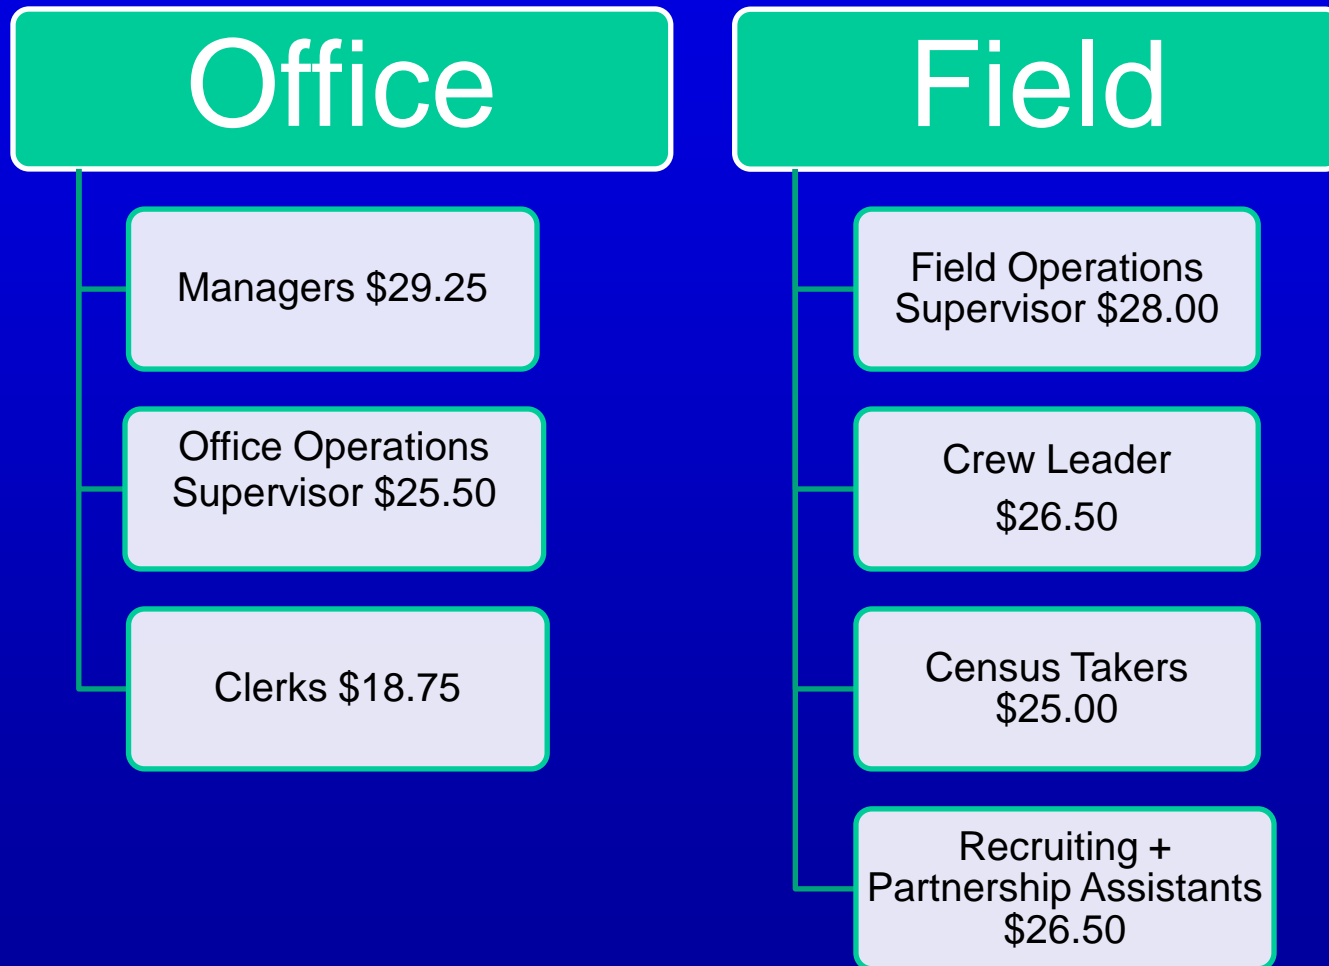 Office
Managers $29.25
Office Operations
Supervisor $25.50
Clerks $18.75
Field
Field Operations
Supervisor $28.00
Crew Leader
$26.50
Census Takers
$25.00
Recruiting +
Partnership Assistants
$26.50